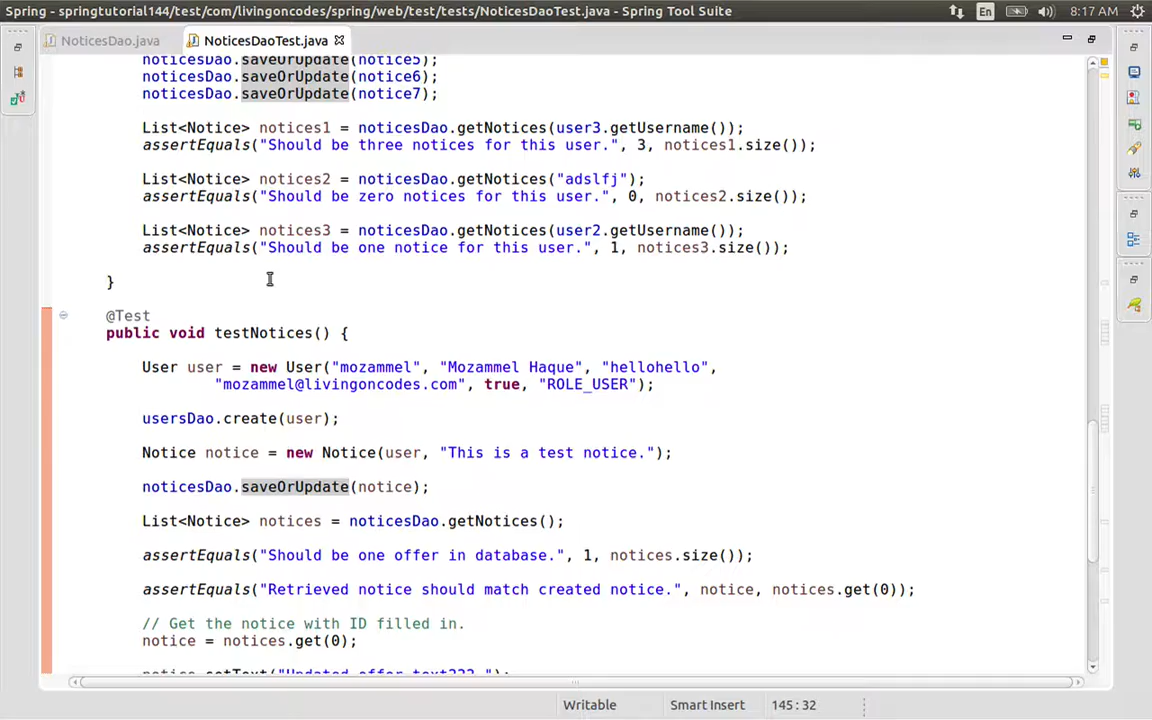 Spring - springtutorial144/test/com/livingoncodes/spring/web/test/tests/NoticesDaoTest.java - Spring Tool Suite
En
8:17 AM
NoticesDao.java
NoticesDaoTest.java
noticesDao.saveOrUpdate(notice5);
noticesDao.saveOrUpdate(notice6);
noticesDao.saveOrUpdate(notice7);
List<Notice> notices1 = noticesDao.getNotices(user3.getUsername());
assertEquals("Should be three notices for this user.", 3, notices1.size());
List<Notice> notices2 = noticesDao.getNotices("adslfj");
assertEquals("Should be zero notices for this user.", 0, notices2.size());
List<Notice> notices3 = noticesDao.getNotices(user2.getUsername());
assertEquals("Should be one notice for this user.", 1, notices3.size());
}
@Test
public void testNotices() {
User user = new User("mozammel", "Mozammel Haque", "hellohello",
"mozammel@livingoncodes.com", true, "ROLE_USER");
usersDao.create(user);
Notice notice = new Notice(user, "This is a test notice.");
noticesDao.saveOrUpdate(notice);
List<Notice> notices = noticesDao.getNotices();
assertEquals("Should be one offer in database.", 1, notices.size());
assertEquals("Retrieved notice should match created notice.", notice, notices.get(0));
// Get the notice with ID filled in.
notice = notices.get(0);
notice.setText("Updated offer text???.");
Writable
Smart Insert
145 : 32